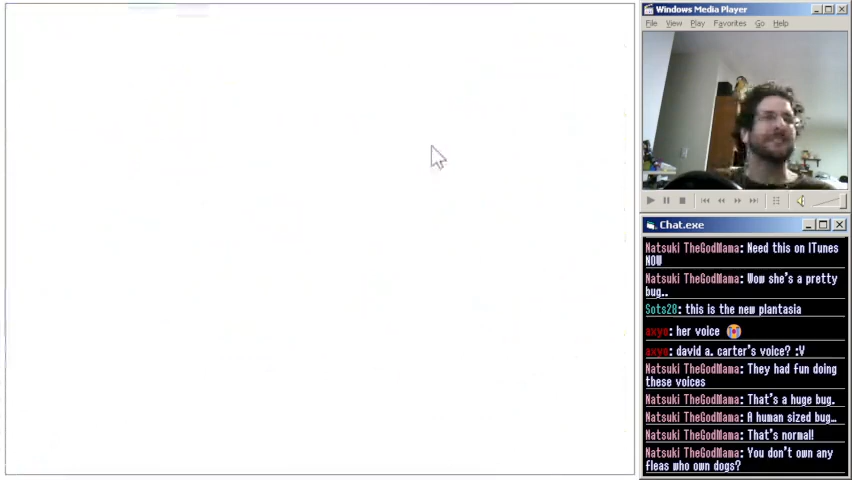 Windows Media Player
File View Play Favorites Go Help
Chat.exe
Natsuki TheGodMama: Need this on ITunes
NOW
Natsuki TheGodMama: Wow she's a pretty
bug..
Sots28: this is the new plantasia
axyo: her voice
axyo: david a. carter's voice? :V
Natsuki TheGodMama: They had fun doing
these voices
Natsuki TheGodMama: That's a huge bug.
Natsuki TheGodMama: A human sized bug…
Natsuki TheGodMama: That's normal!
Natsuki TheGodMama: You don't own any
fleas who own dogs?